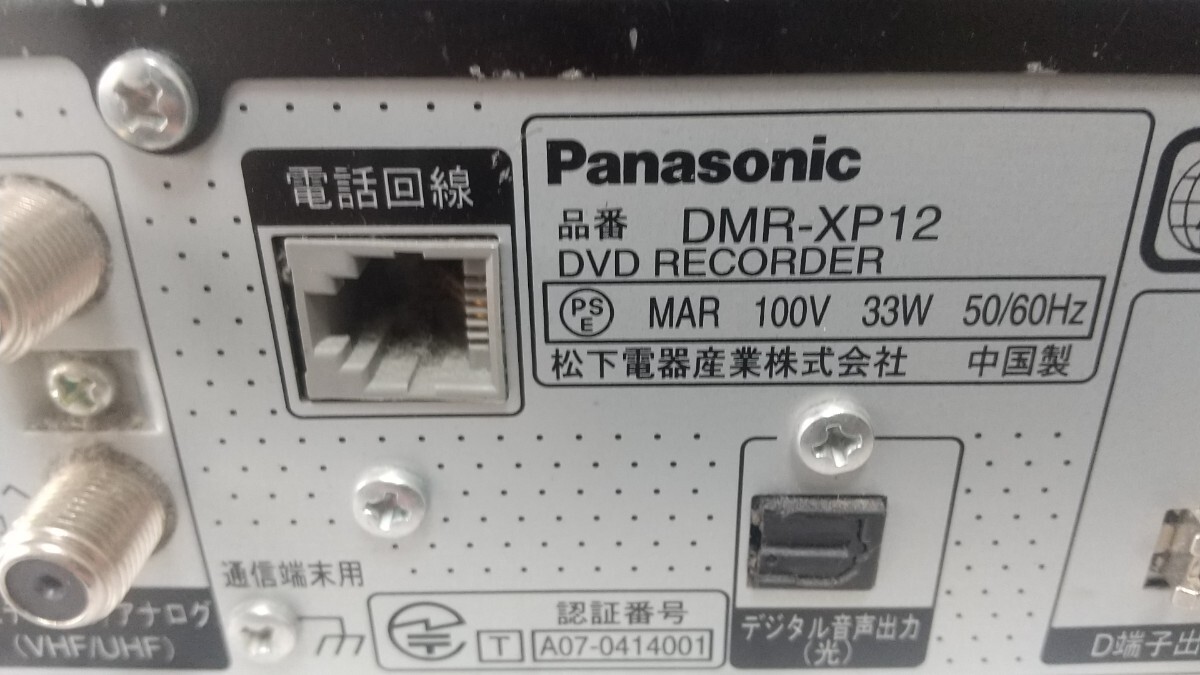 電話回線
Panasonic
品番 DMR-XP12
DVD RECORDER
PS E MAR 100V 33W 50/60Hz
松下電器産業株式会社 中国製
通信端末用
認証番号
T A07-0414001
アナログ
(VHF/UHF)
デジタル音声出力
(光)
D端子出